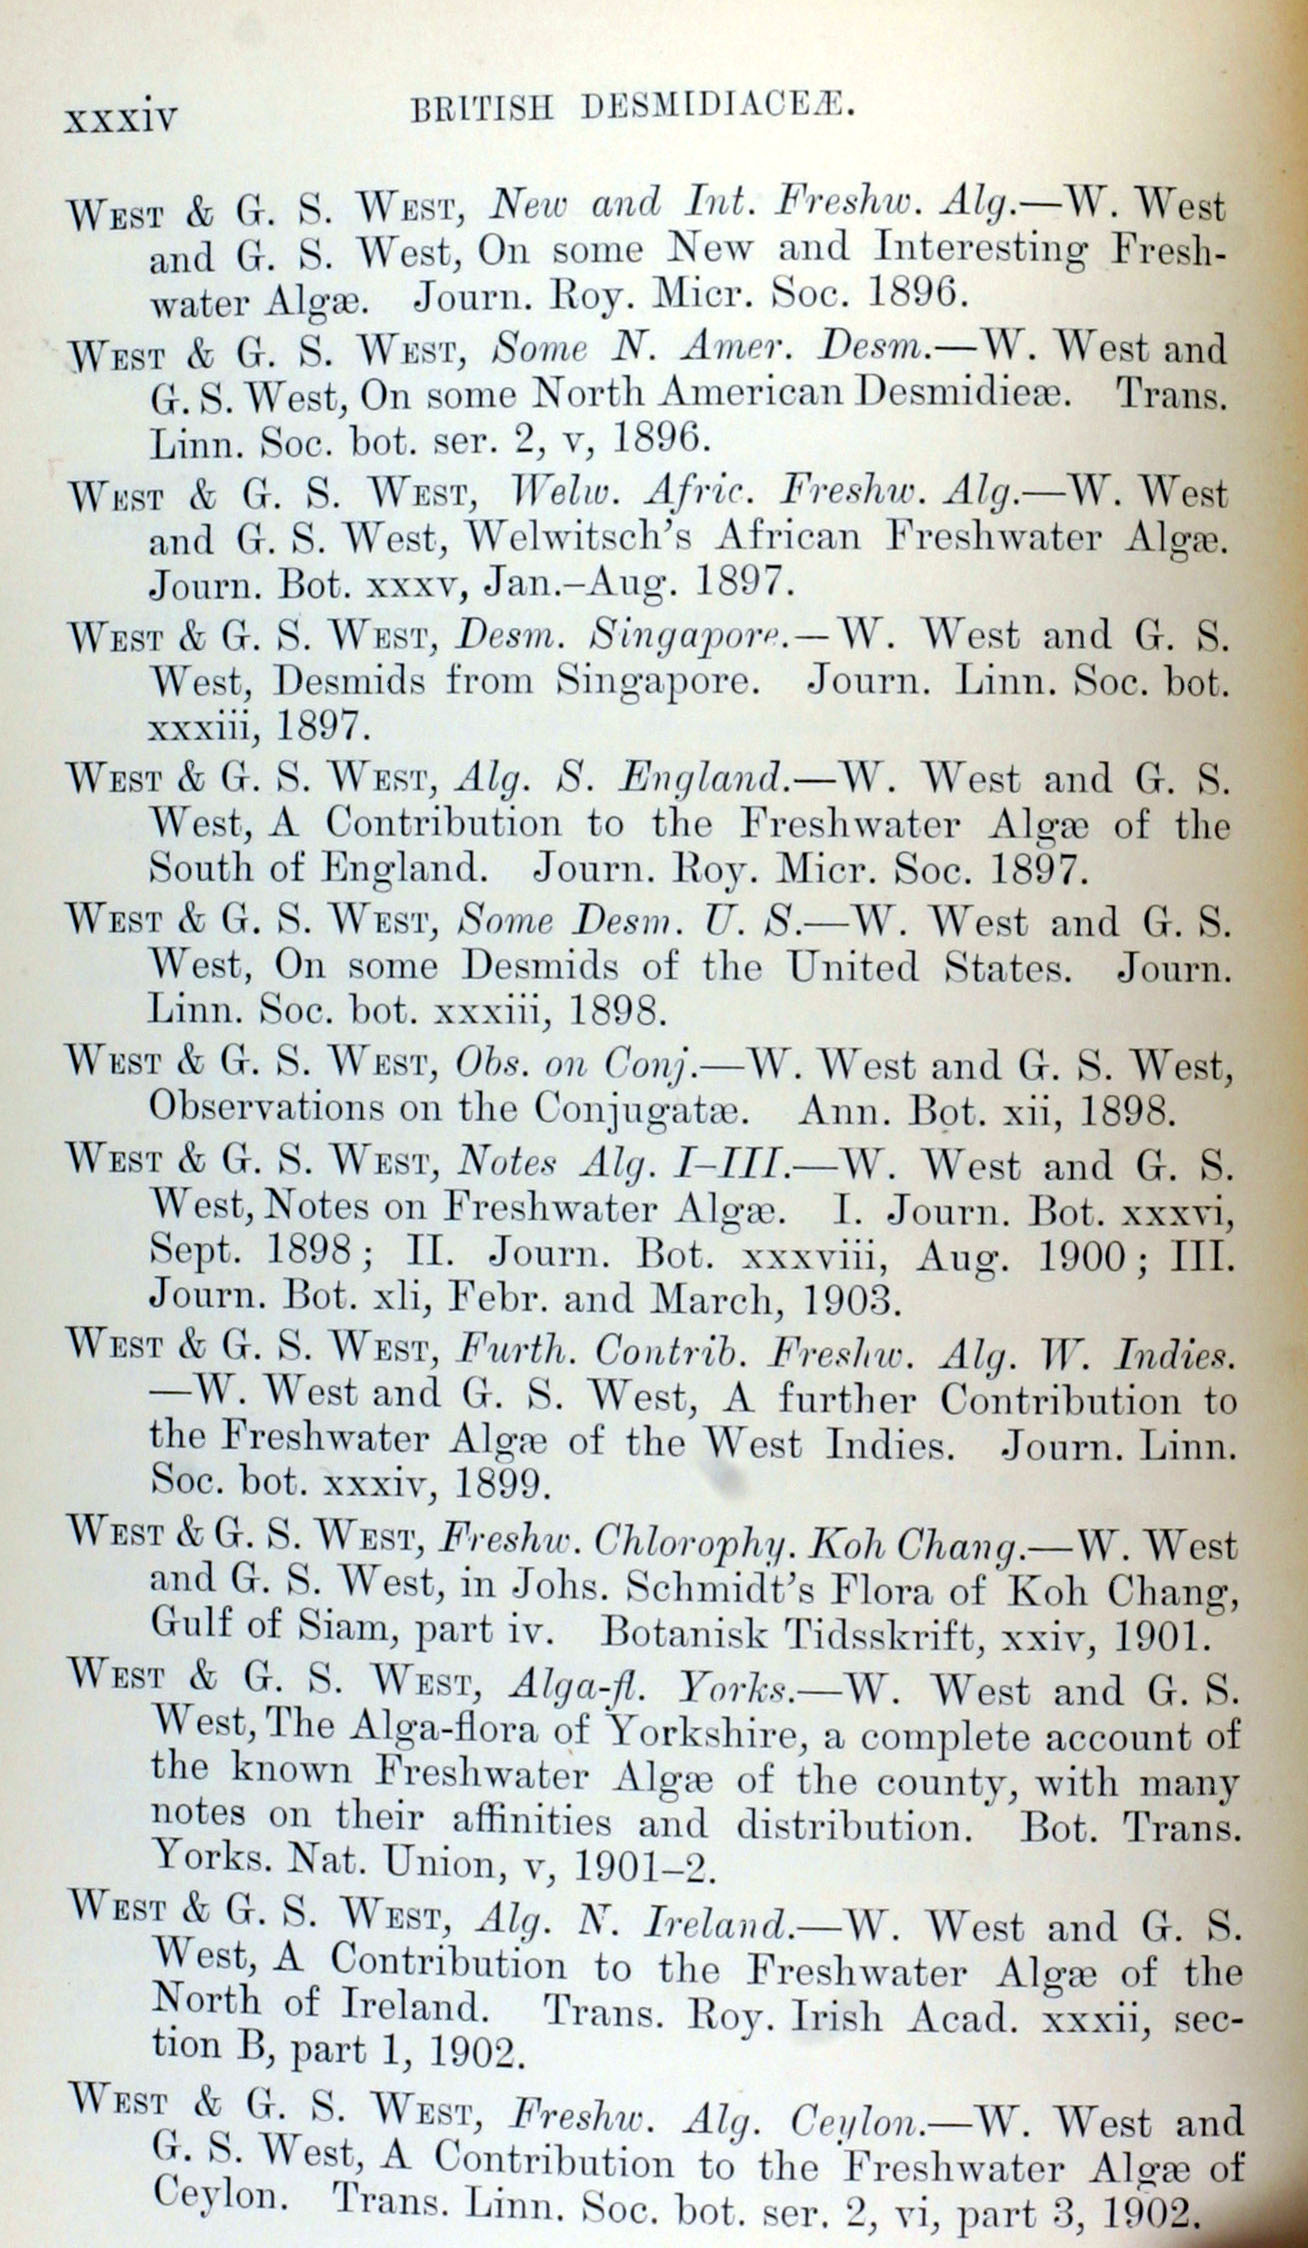 xxxiv BRITISH DESMIDIACEÆ.
WEST & G. S. WEST, New and Int. Freshw. Alg.—W. West
and G. S. West, On some New and Interesting Fresh-
water Algæ. Journ. Roy. Micr. Soc. 1896.
WEST & G. S. WEST, Some N. Amer. Desm.—W. West and
G. S. West, On some North American Desmidieæ. Trans.
Linn. Soc. bot. ser. 2, v, 1896.
WEST & G. S. WEST, Welw. Afric. Freshw. Alg.—W. West
and G. S. West, Welwitsch's African Freshwater Algæ.
Journ. Bot. xxxv, Jan.–Aug. 1897.
WEST & G. S. WEST, Desm. Singapore.—W. West and G. S.
West, Desmids from Singapore. Journ. Linn. Soc. bot.
xxxiii, 1897.
WEST & G. S. WEST, Alg. S. England.—W. West and G. S.
West, A Contribution to the Freshwater Algæ of the
South of England. Journ. Roy. Micr. Soc. 1897.
WEST & G. S. WEST, Some Desm. U. S.—W. West and G. S.
West, On some Desmids of the United States. Journ.
Linn. Soc. bot. xxxiii, 1898.
WEST & G. S. WEST, Obs. on Conj.—W. West and G. S. West,
Observations on the Conjugatæ. Ann. Bot. xii, 1898.
WEST & G. S. WEST, Notes Alg. I–III.—W. West and G. S.
West, Notes on Freshwater Algæ. I. Journ. Bot. xxxvi,
Sept. 1898; II. Journ. Bot. xxxviii, Aug. 1900; III.
Journ. Bot. xli, Febr. and March, 1903.
WEST & G. S. WEST, Furth. Contrib. Freshw. Alg. W. Indies.
—W. West and G. S. West, A further Contribution to
the Freshwater Algæ of the West Indies. Journ. Linn.
Soc. bot. xxxiv, 1899.
WEST & G. S. WEST, Freshw. Chlorophy. Koh Chang.—W. West
and G. S. West, in Johs. Schmidt's Flora of Koh Chang,
Gulf of Siam, part iv. Botanisk Tidsskrift, xxiv, 1901.
WEST & G. S. WEST, Alga-fl. Yorks.—W. West and G. S.
West, The Alga-flora of Yorkshire, a complete account of
the known Freshwater Algæ of the county, with many
notes on their affinities and distribution. Bot. Trans.
Yorks. Nat. Union, v, 1901–2.
WEST & G. S. WEST, Alg. N. Ireland.—W. West and G. S.
West, A Contribution to the Freshwater Algæ of the
North of Ireland. Trans. Roy. Irish Acad. xxxii, sec-
tion B, part 1, 1902.
WEST & G. S. WEST, Freshw. Alg. Ceylon.—W. West and
G. S. West, A Contribution to the Freshwater Algæ of
Ceylon. Trans. Linn. Soc. bot. ser. 2, vi, part 3, 1902.